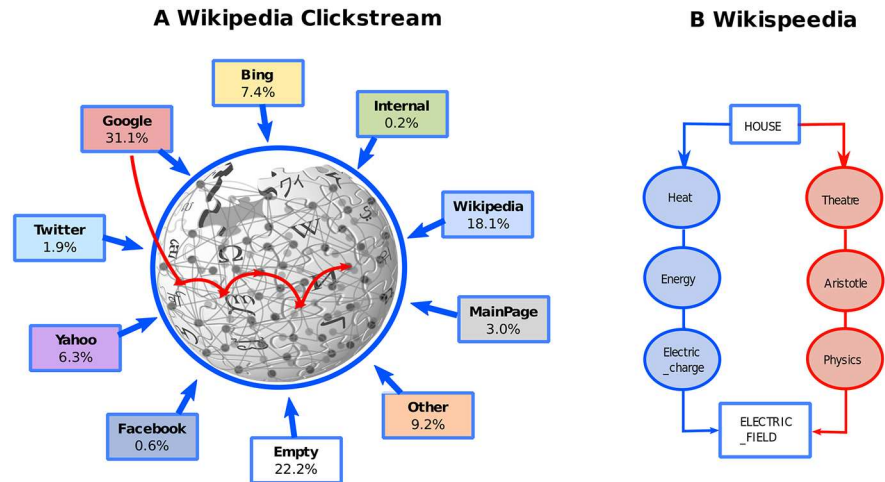 A Wikipedia Clickstream
B Wikispeedia
Bing
7.4%
Google
31.1%
Internal
0.2%
Twitter
1.9%
Wikipedia
18.1%
Yahoo
6.3%
MainPage
3.0%
Facebook
0.6%
Other
9.2%
Empty
22.2%
Ω
W
HOUSE
Heat
Theatre
Energy
Aristotle
Electric
_charge
Physics
ELECTRIC
_FIELD